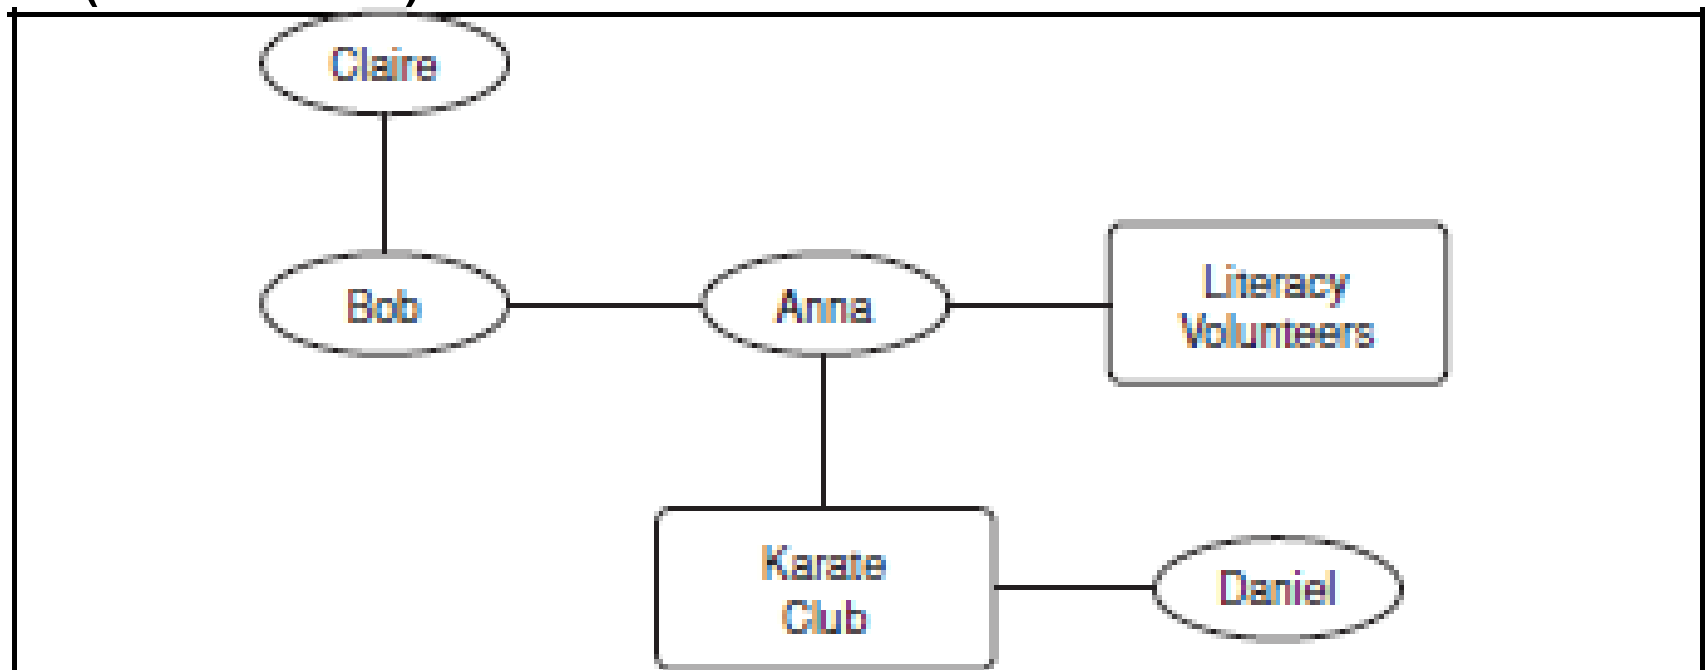 Claire
Bob
Anna
Literacy
Volunteers
Karate
Club
Daniel